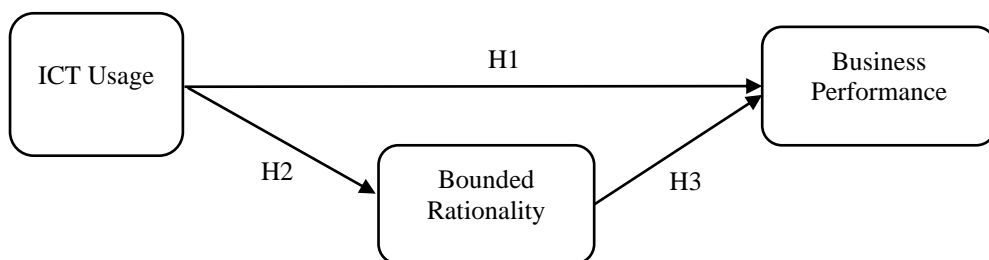 ICT Usage
H1
Business
Performance
H2
Bounded
Rationality
H3